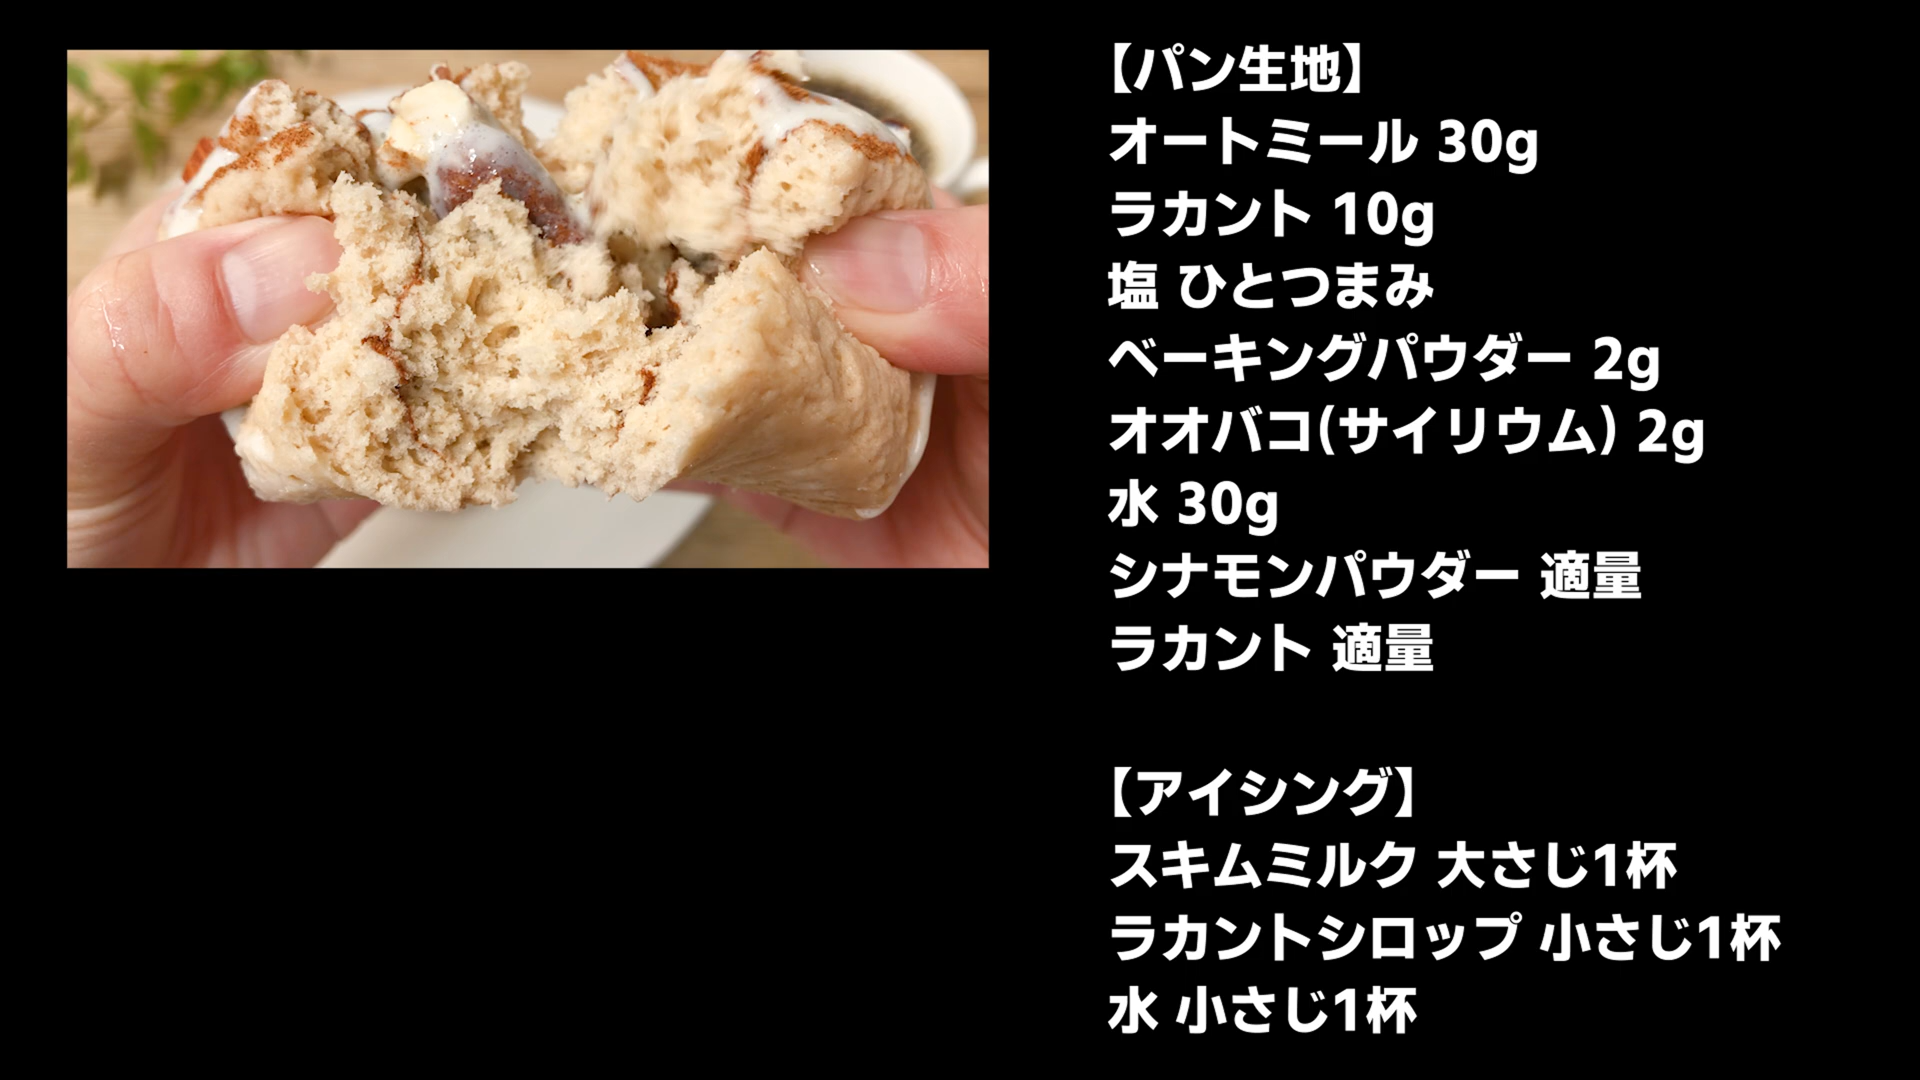 【パン生地】
オートミール 30g
ラカント 10g
塩 ひとつまみ
ベーキングパウダー 2g
オオバコ(サイリウム) 2g
水 30g
シナモンパウダー 適量
ラカント 適量
【アイシング】
スキムミルク 大さじ1杯
ラカントシロップ 小さじ1杯
水 小さじ1杯